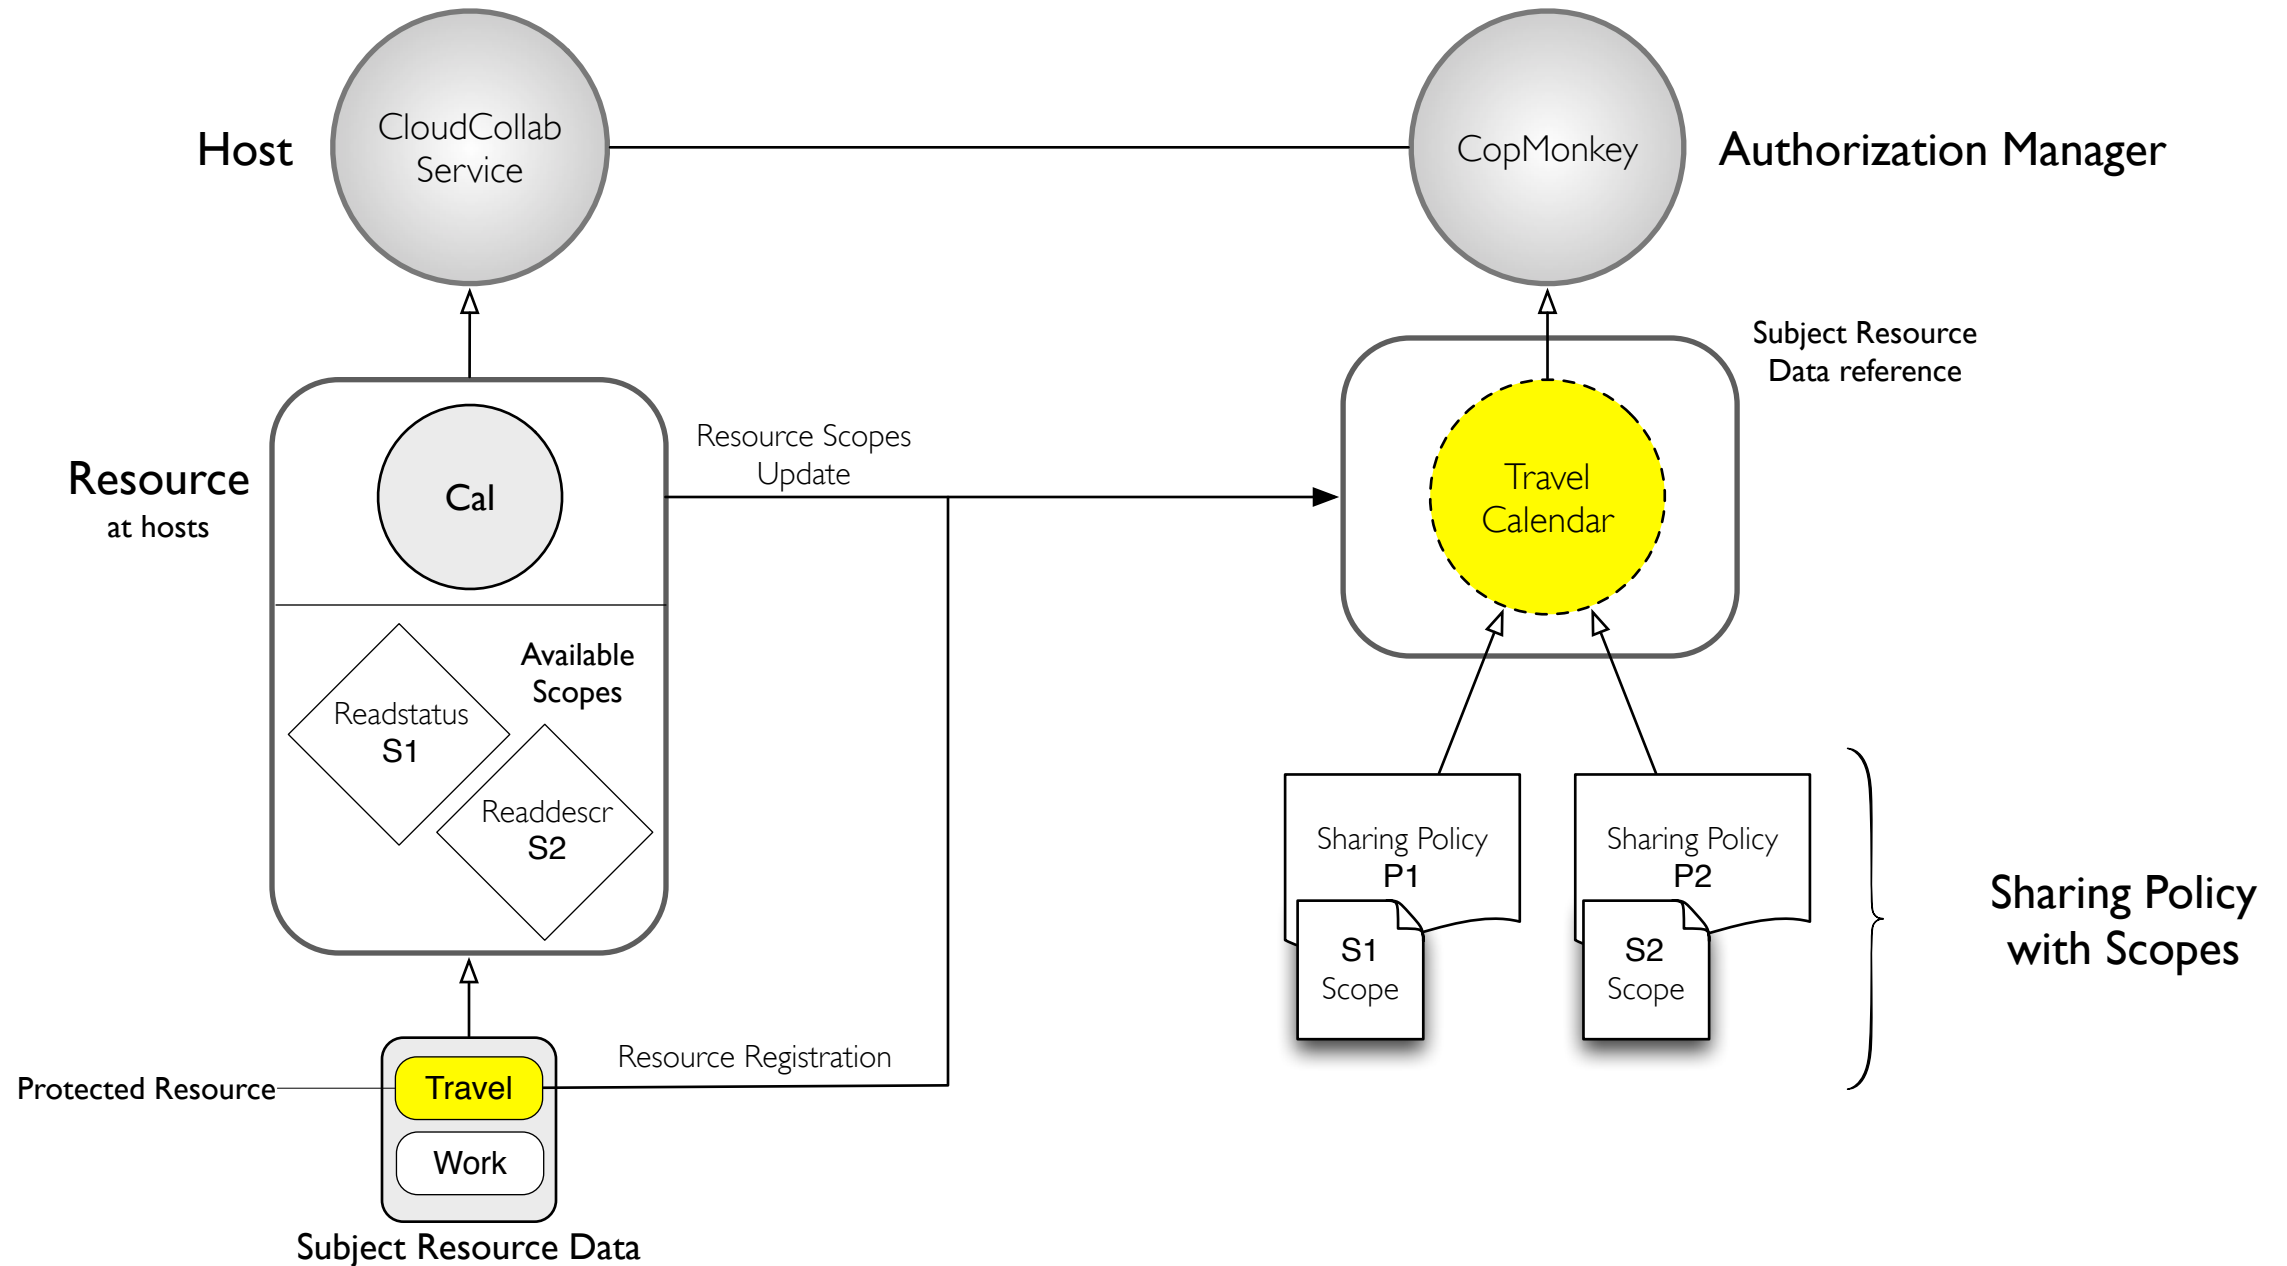 Host
CloudCollab
Service
CopMonkey
Authorization Manager
Subject Resource
Data reference
Resource
at hosts
Cal
Resource Scopes
Update
Travel
Calendar
Available
Scopes
Readstatus
S1
Readdescr
S2
Sharing Policy
P1
S1
Scope
Sharing Policy
P2
S2
Scope
Sharing Policy
with Scopes
Protected Resource
Travel
Resource Registration
Work
Subject Resource Data